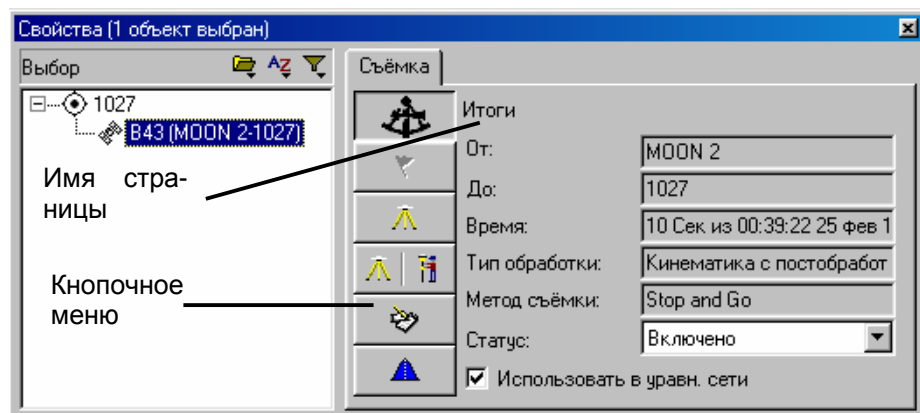 Свойства (1 объект выбран)
Выбор
Съёмка
1027
B43 (MOON 2-1027)
Имя стра-
ницы
Кнопочное
меню
Итоги
От: MOON 2
До: 1027
Время: 10 Сек из 00:39:22 25 фев 1
Тип обработки: Кинематика с постобработ
Метод съёмки: Stop and Go
Статус: Включено
Использовать в уравн. сети